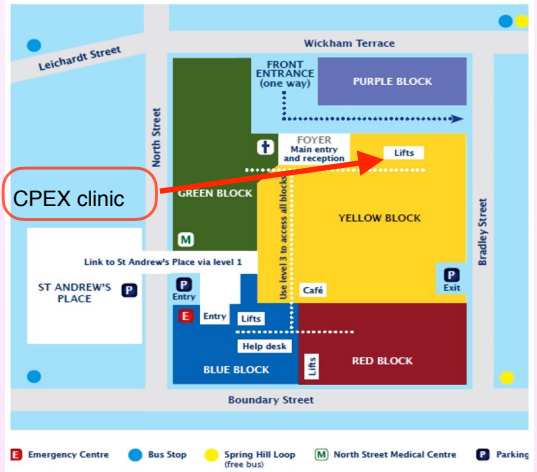 Wickham Terrace
Leichardt Street
FRONT
ENTRANCE
(one way)
PURPLE BLOCK
North Street
FOYER
Main entry
and reception
Lifts
CPEX clinic
GREEN BLOCK
Use level 3 to access all blocks
YELLOW BLOCK
Bradley Street
M
Link to St Andrew's Place via level 1
ST ANDREW'S
PLACE
P
P
Entry
P
Exit
Café
E
Entry
Lifts
Help desk
BLUE BLOCK
Lifts
RED BLOCK
Boundary Street
E Emergency Centre
Bus Stop
Spring Hill Loop
(free bus)
M North Street Medical Centre
P Parking